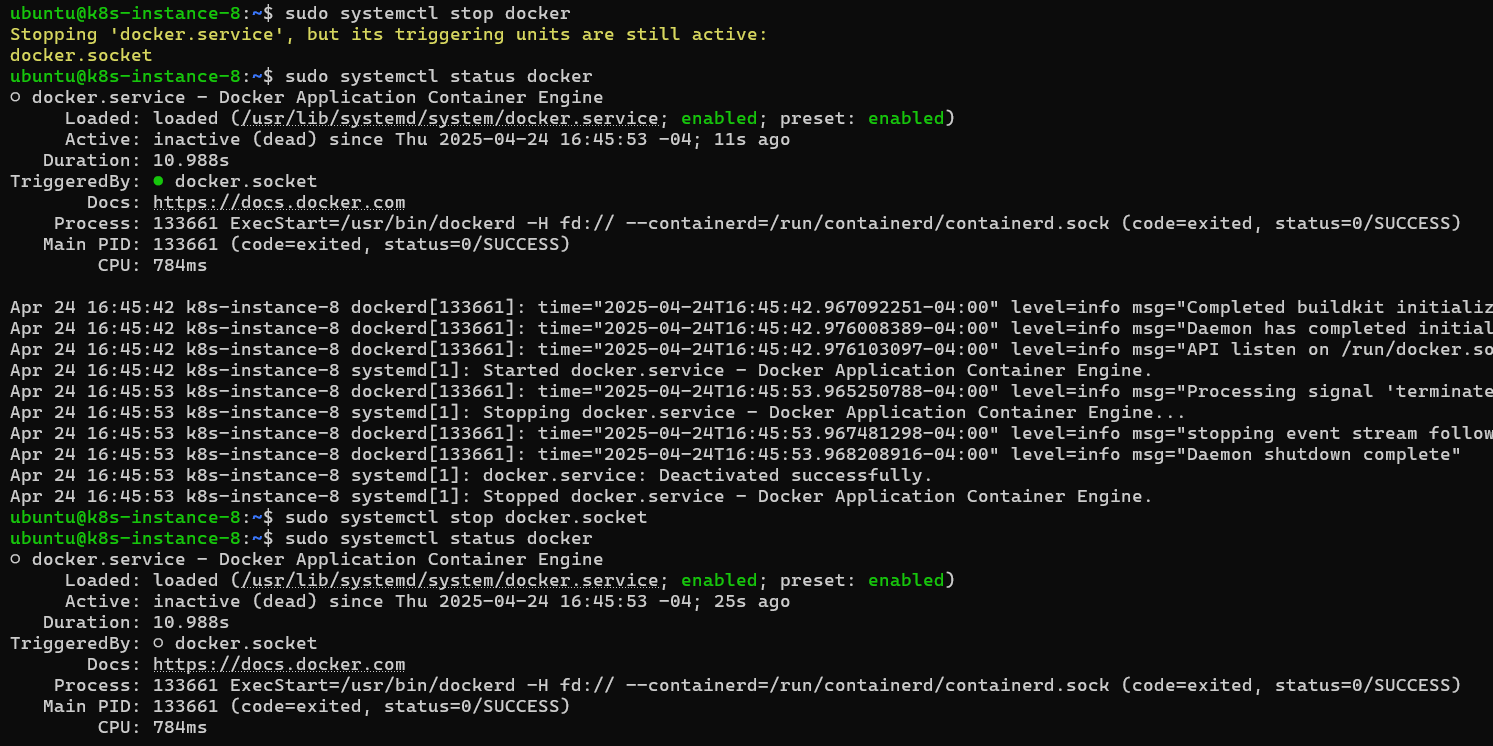 ubuntu@k8s-instance-8:~$ sudo systemctl stop docker
Stopping 'docker.service', but its triggering units are still active:
docker.socket
ubuntu@k8s-instance-8:~$ sudo systemctl status docker
○ docker.service - Docker Application Container Engine
     Loaded: loaded (/usr/lib/systemd/system/docker.service; enabled; preset: enabled)
     Active: inactive (dead) since Thu 2025-04-24 16:45:53 -04; 11s ago
   Duration: 10.988s
TriggeredBy: ● docker.socket
       Docs: https://docs.docker.com
    Process: 133661 ExecStart=/usr/bin/dockerd -H fd:// --containerd=/run/containerd/containerd.sock (code=exited, status=0/SUCCESS)
   Main PID: 133661 (code=exited, status=0/SUCCESS)
        CPU: 784ms
Apr 24 16:45:42 k8s-instance-8 dockerd[133661]: time="2025-04-24T16:45:42.967092251-04:00" level=info msg="Completed buildkit initializ
Apr 24 16:45:42 k8s-instance-8 dockerd[133661]: time="2025-04-24T16:45:42.976008389-04:00" level=info msg="Daemon has completed initial
Apr 24 16:45:42 k8s-instance-8 dockerd[133661]: time="2025-04-24T16:45:42.976103097-04:00" level=info msg="API listen on /run/docker.so
Apr 24 16:45:42 k8s-instance-8 systemd[1]: Started docker.service - Docker Application Container Engine.
Apr 24 16:45:53 k8s-instance-8 dockerd[133661]: time="2025-04-24T16:45:53.965250788-04:00" level=info msg="Processing signal 'terminate
Apr 24 16:45:53 k8s-instance-8 systemd[1]: Stopping docker.service - Docker Application Container Engine...
Apr 24 16:45:53 k8s-instance-8 dockerd[133661]: time="2025-04-24T16:45:53.967481298-04:00" level=info msg="stopping event stream follow
Apr 24 16:45:53 k8s-instance-8 dockerd[133661]: time="2025-04-24T16:45:53.968208916-04:00" level=info msg="Daemon shutdown complete"
Apr 24 16:45:53 k8s-instance-8 systemd[1]: docker.service: Deactivated successfully.
Apr 24 16:45:53 k8s-instance-8 systemd[1]: Stopped docker.service - Docker Application Container Engine.
ubuntu@k8s-instance-8:~$ sudo systemctl stop docker.socket
ubuntu@k8s-instance-8:~$ sudo systemctl status docker
○ docker.service - Docker Application Container Engine
     Loaded: loaded (/usr/lib/systemd/system/docker.service; enabled; preset: enabled)
     Active: inactive (dead) since Thu 2025-04-24 16:45:53 -04; 25s ago
   Duration: 10.988s
TriggeredBy: ○ docker.socket
       Docs: https://docs.docker.com
    Process: 133661 ExecStart=/usr/bin/dockerd -H fd:// --containerd=/run/containerd/containerd.sock (code=exited, status=0/SUCCESS)
   Main PID: 133661 (code=exited, status=0/SUCCESS)
        CPU: 784ms